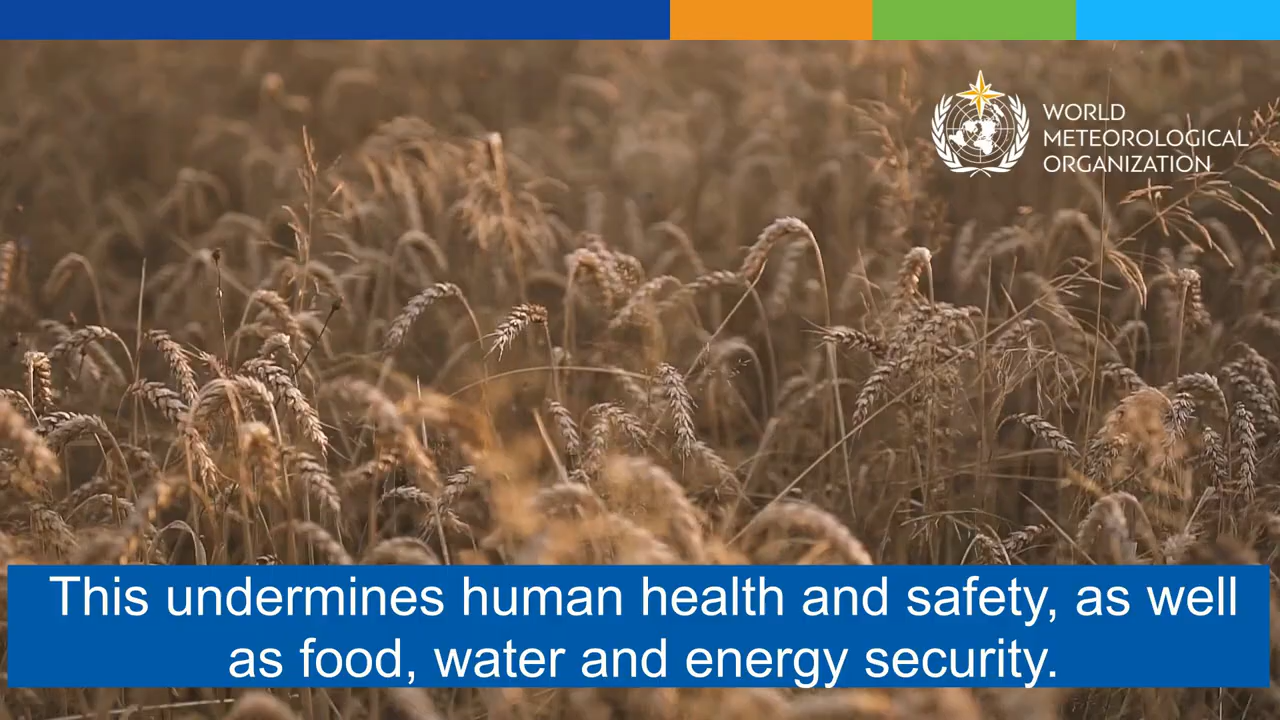 WORLD
METEOROLOGICAL
ORGANIZATION
This undermines human health and safety, as well
as food, water and energy security.